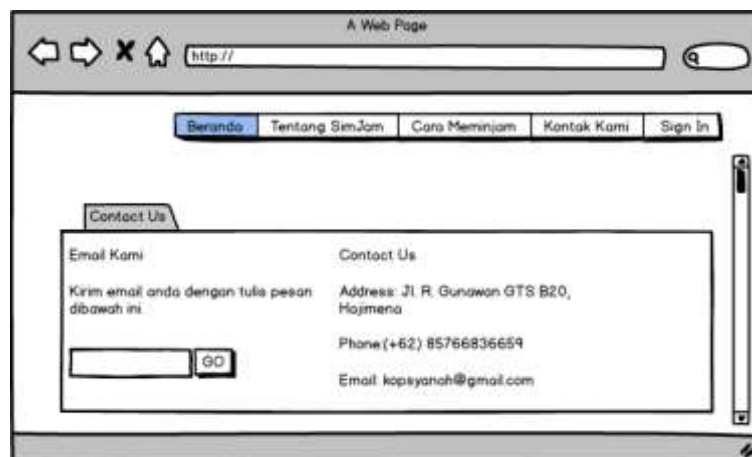 A Web Page
http://
Beranda Tentang SimJam Cara Meminjam Kontak Kami Sign In
Contact Us
Email Kami
Kirim email anda dengan tulis pesan
dibawah ini
GO
Contact Us
Address: Jl. R. Gunawan GTS B20,
Hajimena
Phone:(+62) 85766836659
Email: kopsyanah@gmail.com